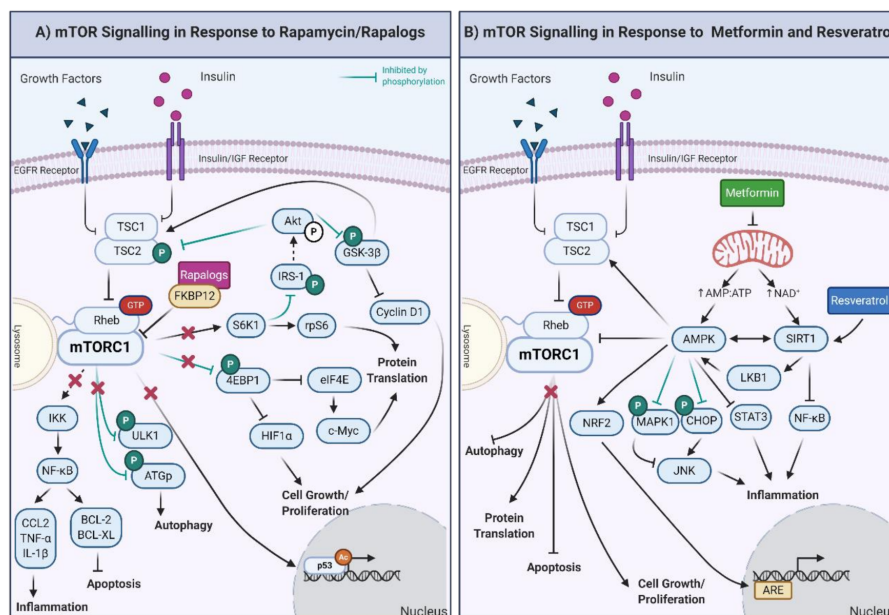 A) mTOR Signalling in Response to Rapamycin/Rapalogs
Growth Factors
Insulin
Inhibited by
phosphorylation
EGFR Receptor
Insulin/IGF Receptor
TSC1
TSC2
P
Akt
P
P
GSK-3β
Rapalogs
FKBP12
IRS-1
P
Cyclin D1
GTP
Rheb
mTORC1
Lysosome
S6K1
rpS6
Protein
Translation
P
4EBP1
eIF4E
HIF1α
c-Myc
IKK
P
ULK1
NF-κB
P
ATGp
Cell Growth/
Proliferation
Autophagy
CCL2
TNF-α
IL-1β
BCL-2
BCL-XL
Apoptosis
Inflammation
p53
Ac
Nucleus
B) mTOR Signalling in Response to Metformin and Resveratrol
Growth Factors
Insulin
EGFR Receptor
Insulin/IGF Receptor
Metformin
TSC1
TSC2
↑AMP:ATP
↑NAD⁺
Resveratrol
GTP
Rheb
mTORC1
Lysosome
AMPK
SIRT1
LKB1
NRF2
P
MAPK1
P
CHOP
STAT3
NF-κB
JNK
Autophagy
Inflammation
Protein
Translation
Apoptosis
Cell Growth/
Proliferation
ARE
Nucleus